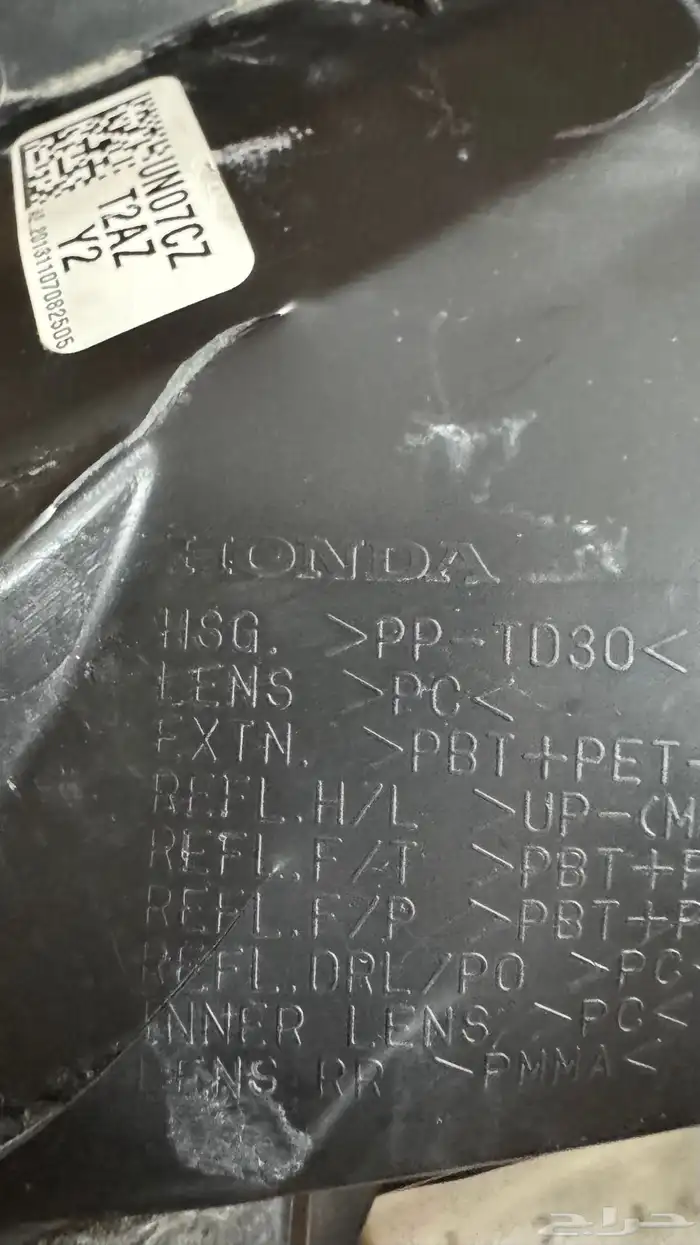 UN07CZ
T2AZ
Y2
20131107082505
HONDA
HSG. >PP-TD30<
LENS >PC<
EXTN. >PBT+PET-
REFL.H/L >UP-(M
REFL.F/T >PBT+P
REFL.F/P >PBT+P
REFL.DRL/PO >PC<
INNER LENS >PC<
LENS RR >PMMA<
حراج